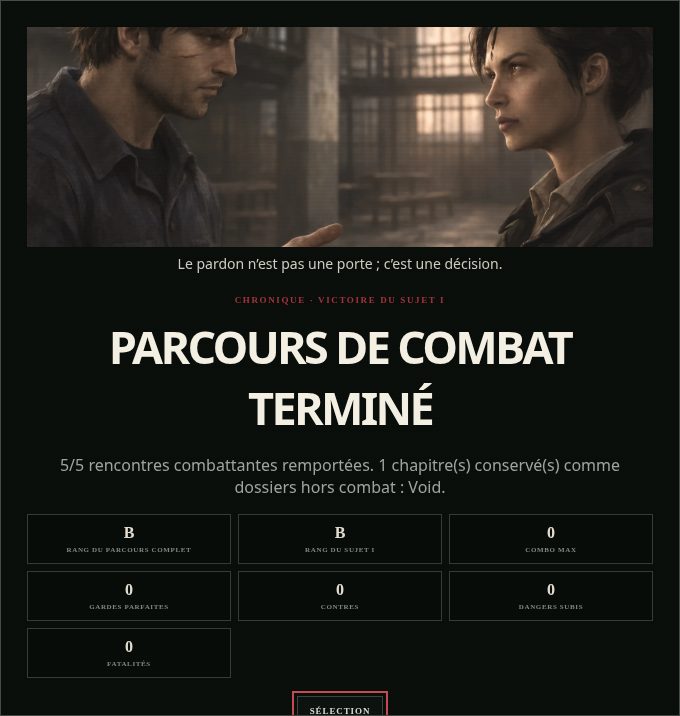 Le pardon n’est pas une porte ; c’est une décision.
CHRONIQUE · VICTOIRE DU SUJET I
PARCOURS DE COMBAT
TERMINÉ
5/5 rencontres combattantes remportées. 1 chapitre(s) conservé(s) comme
dossiers hors combat : Void.
B
RANG DU PARCOURS COMPLET
B
RANG DU SUJET I
0
COMBO MAX
0
GARDES PARFAITES
0
CONTRES
0
DANGERS SUBIS
0
FATALITÉS
SÉLECTION